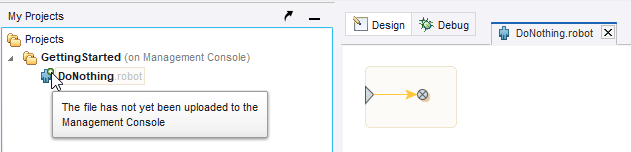 My Projects
Projects
GettingStarted (on Management Console)
DoNothing.robot
The file has not yet been uploaded to the
Management Console
Design
Debug
DoNothing.robot